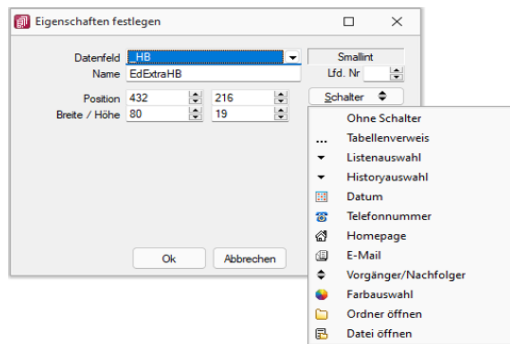 Eigenschaften festlegen
Datenfeld _HB Smallint
Name EdExtraHB Lfd. Nr
Position 432 216 Schalter
Breite / Höhe 80 19
Ohne Schalter
... Tabellenverweis
Listenauswahl
Historyauswahl
Datum
Telefonnummer
Homepage
E-Mail
Vorgänger/Nachfolger
Farbauswahl
Ordner öffnen
Datei öffnen
Ok Abbrechen